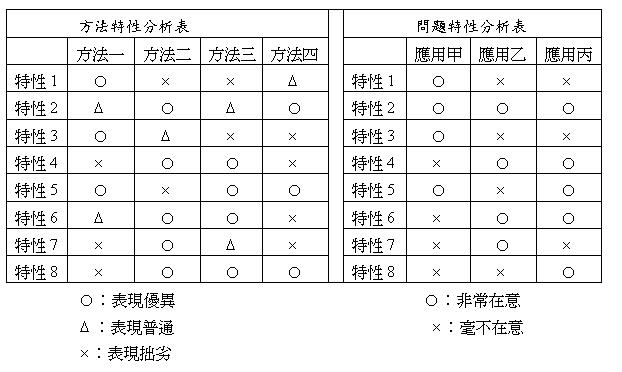 方法特性分析表 問題特性分析表
方法一 方法二 方法三 方法四 應用甲 應用乙 應用丙
特性1 ○ × × Δ 特性1 ○ × ×
特性2 Δ ○ Δ ○ 特性2 ○ ○ ○
特性3 ○ Δ × × 特性3 ○ × ×
特性4 × ○ ○ × 特性4 × ○ ○
特性5 ○ × ○ ○ 特性5 ○ × ○
特性6 Δ ○ ○ × 特性6 × ○ ○
特性7 × ○ Δ × 特性7 × ○ ×
特性8 × ○ ○ ○ 特性8 × × ○
○：表現優異 ○：非常在意
Δ：表現普通 ×：毫不在意
×：表現拙劣